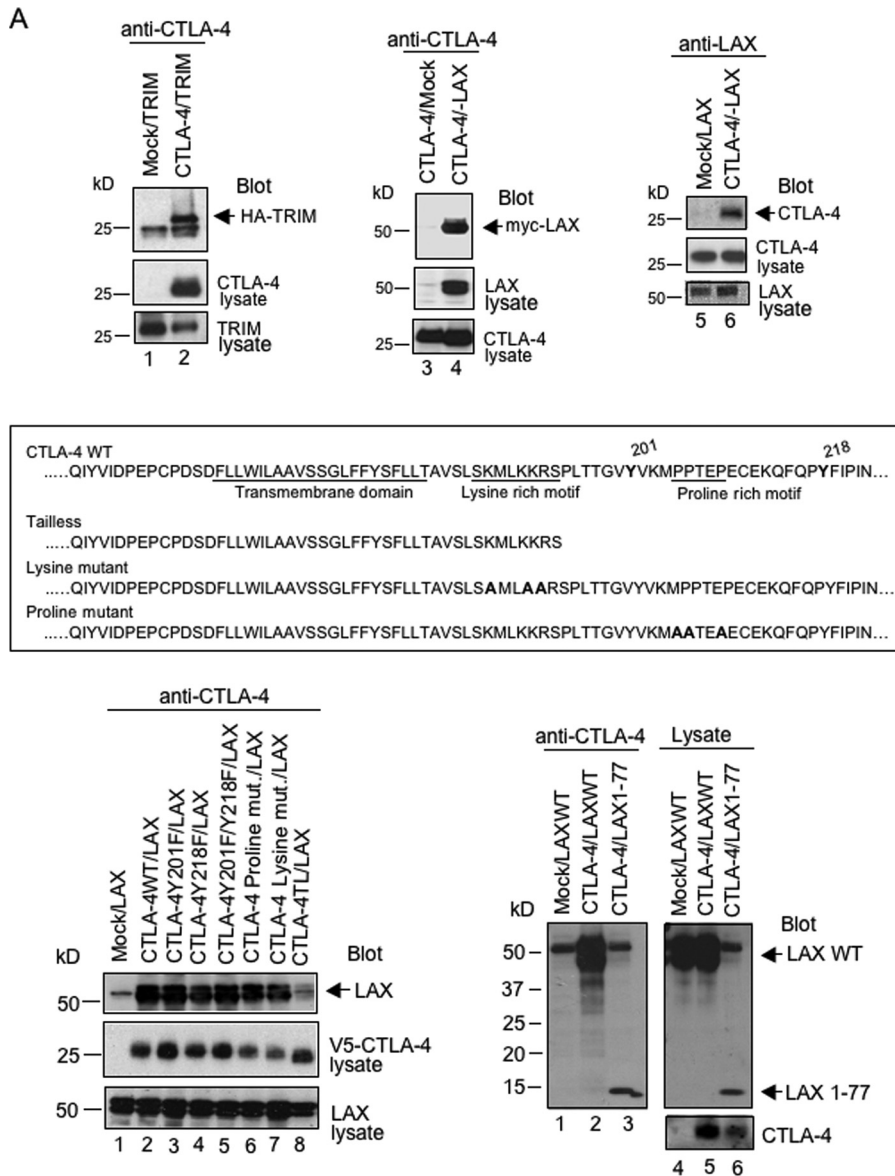 A
anti-CTLA-4
Mock/TRIM
CTLA-4/TRIM
kD
Blot
HA-TRIM
25
CTLA-4
lysate
25
TRIM
lysate
25
1 2
anti-CTLA-4
CTLA-4/Mock
CTLA-4/-LAX
kD
Blot
myc-LAX
50
LAX
lysate
50
CTLA-4
lysate
25
3 4
anti-LAX
Mock/LAX
CTLA-4/-LAX
kD
Blot
CTLA-4
25
CTLA-4
lysate
25
LAX
lysate
50
5 6
CTLA-4 WT
201
218
.....QIYVIDPEPCPDSDFLLWILAAVSSGLFFYSFLLTAVSLSKMLKKRSPLTTGVYVKMPPTEPECEKQFQPYFIPIN...
Transmembrane domain
Lysine rich motif
Proline rich motif
Tailless
.....QIYVIDPEPCPDSDFLLWILAAVSSGLFFYSFLLTAVSLSKMLKKRS
Lysine mutant
.....QIYVIDPEPCPDSDFLLWILAAVSSGLFFYSFLLTAVSLSAMLAARSPLTTGVYVKMPPTEPECEKQFQPYFIPIN...
Proline mutant
.....QIYVIDPEPCPDSDFLLWILAAVSSGLFFYSFLLTAVSLSKMLKKRSPLTTGVYVKMAATEAECEKQFQPYFIPIN...
anti-CTLA-4
Mock/LAX
CTLA-4WT/LAX
CTLA-4Y201F/LAX
CTLA-4Y218F/LAX
CTLA-4Y201F/Y218F/LAX
CTLA-4 Proline mut./LAX
CTLA-4 Lysine mut./LAX
CTLA-4TL/LAX
kD
Blot
LAX
50
V5-CTLA-4
lysate
25
LAX
lysate
50
1 2 3 4 5 6 7 8
anti-CTLA-4
Lysate
Mock/LAXWT
CTLA-4/LAXWT
CTLA-4/LAX1-77
Mock/LAXWT
CTLA-4/LAXWT
CTLA-4/LAX1-77
kD
Blot
50
LAX WT
37
25
20
15
LAX 1-77
1 2 3
CTLA-4
4 5 6